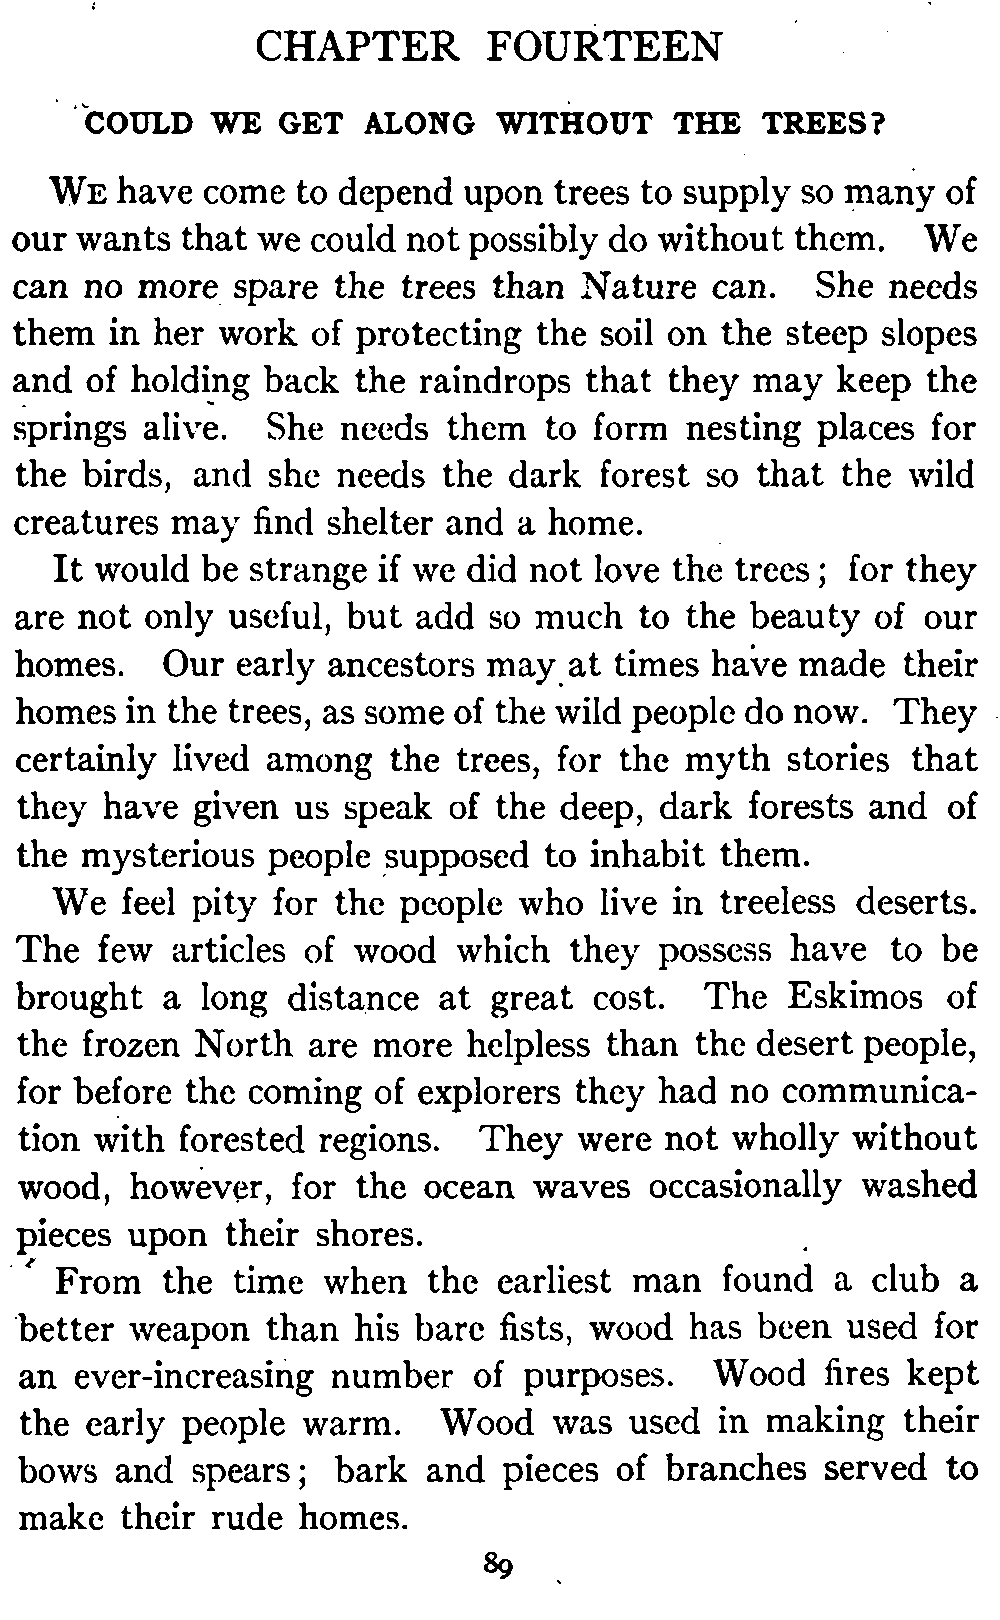 CHAPTER FOURTEEN
COULD WE GET ALONG WITHOUT THE TREES?
WE have come to depend upon trees to supply so many of
our wants that we could not possibly do without them. We
can no more spare the trees than Nature can. She needs
them in her work of protecting the soil on the steep slopes
and of holding back the raindrops that they may keep the
springs alive. She needs them to form nesting places for
the birds, and she needs the dark forest so that the wild
creatures may find shelter and a home.
It would be strange if we did not love the trees; for they
are not only useful, but add so much to the beauty of our
homes. Our early ancestors may at times have made their
homes in the trees, as some of the wild people do now. They
certainly lived among the trees, for the myth stories that
they have given us speak of the deep, dark forests and of
the mysterious people supposed to inhabit them.
We feel pity for the people who live in treeless deserts.
The few articles of wood which they possess have to be
brought a long distance at great cost. The Eskimos of
the frozen North are more helpless than the desert people,
for before the coming of explorers they had no communica-
tion with forested regions. They were not wholly without
wood, however, for the ocean waves occasionally washed
pieces upon their shores.
From the time when the earliest man found a club a
better weapon than his bare fists, wood has been used for
an ever-increasing number of purposes. Wood fires kept
the early people warm. Wood was used in making their
bows and spears; bark and pieces of branches served to
make their rude homes.
89